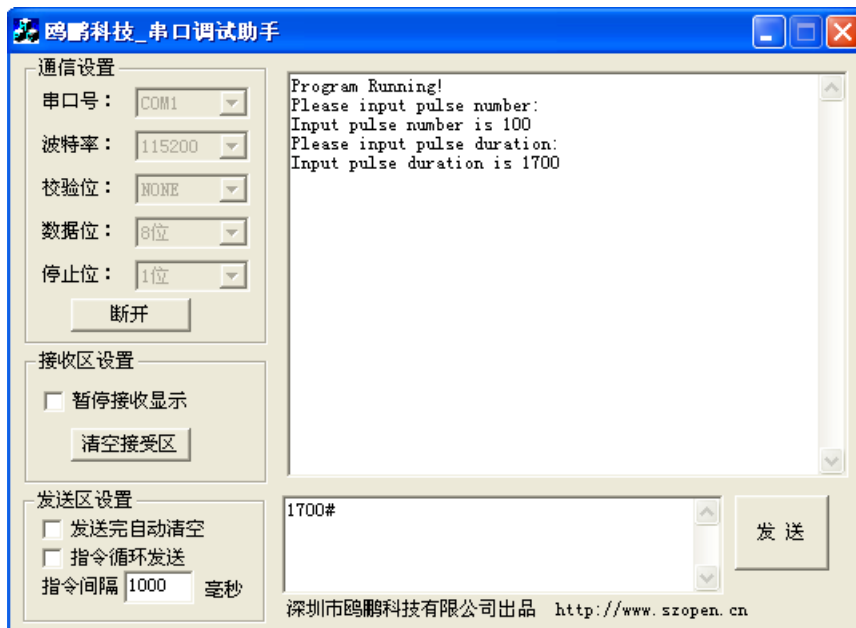 鸥鹏科技_串口调试助手
通信设置
串口号：
COM1
波特率：
115200
校验位：
NONE
数据位：
8位
停止位：
1位
断开
接收区设置
暂停接收显示
清空接受区
发送区设置
发送完自动清空
指令循环发送
指令间隔 1000 毫秒
Program Running!
Please input pulse number:
Input pulse number is 100
Please input pulse duration:
Input pulse duration is 1700
1700#
发 送
深圳市鸥鹏科技有限公司出品 http://www.szopen.cn